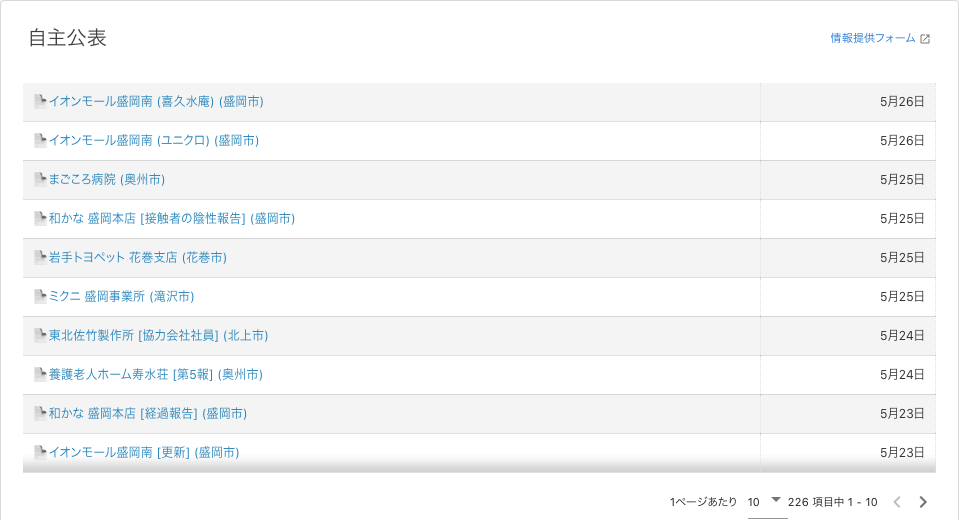 自主公表
情報提供フォーム
イオンモール盛岡南 (喜久水庵) (盛岡市) 5月26日
イオンモール盛岡南 (ユニクロ) (盛岡市) 5月26日
まごころ病院 (奥州市) 5月25日
和かな 盛岡本店 [接触者の陰性報告] (盛岡市) 5月25日
岩手トヨペット 花巻支店 (花巻市) 5月25日
ミクニ 盛岡事業所 (滝沢市) 5月25日
東北佐竹製作所 [協力会社社員] (北上市) 5月24日
養護老人ホーム寿水荘 [第5報] (奥州市) 5月24日
和かな 盛岡本店 [経過報告] (盛岡市) 5月23日
イオンモール盛岡南 [更新] (盛岡市) 5月23日
1ページあたり 10 226 項目中 1 - 10